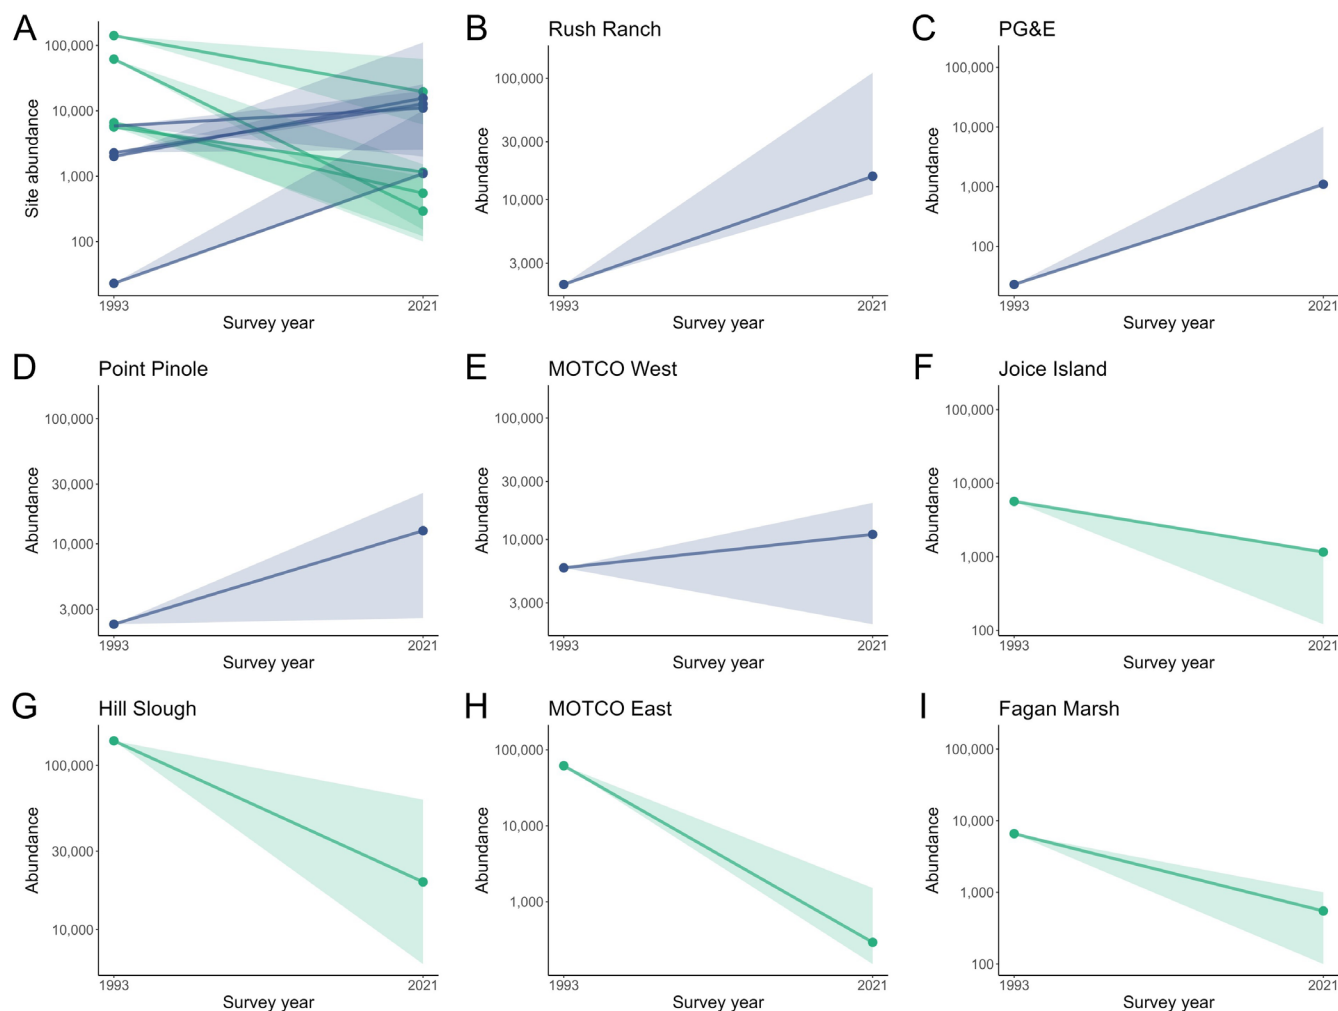 A
100,000
10,000
1,000
100
Site abundance
1993
2021
Survey year
B
Rush Ranch
100,000
30,000
10,000
3,000
Abundance
1993
2021
Survey year
C
PG&E
100,000
10,000
1,000
100
Abundance
1993
2021
Survey year
D
Point Pinole
100,000
30,000
10,000
3,000
Abundance
1993
2021
Survey year
E
MOTCO West
100,000
30,000
10,000
3,000
Abundance
1993
2021
Survey year
F
Joice Island
100,000
10,000
1,000
100
Abundance
1993
2021
Survey year
G
Hill Slough
100,000
30,000
10,000
Abundance
1993
2021
Survey year
H
MOTCO East
100,000
10,000
1,000
Abundance
1993
2021
Survey year
I
Fagan Marsh
100,000
10,000
1,000
100
Abundance
1993
2021
Survey year